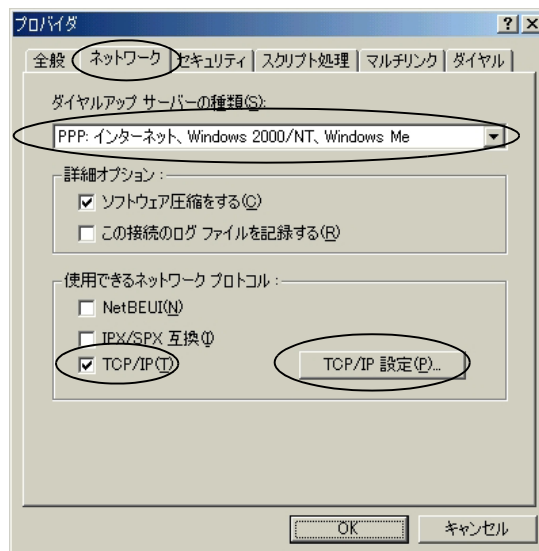 プロバイダ
全般 ネットワーク セキュリティ スクリプト処理 マルチリンク ダイヤル
ダイヤルアップ サーバーの種類(S):
PPP: インターネット、Windows 2000/NT、Windows Me
詳細オプション:
ソフトウェア圧縮をする(C)
この接続のログ ファイルを記録する(R)
使用できるネットワーク プロトコル:
NetBEUI(N)
IPX/SPX 互換(I)
TCP/IP(T) TCP/IP 設定(P)...
OK キャンセル